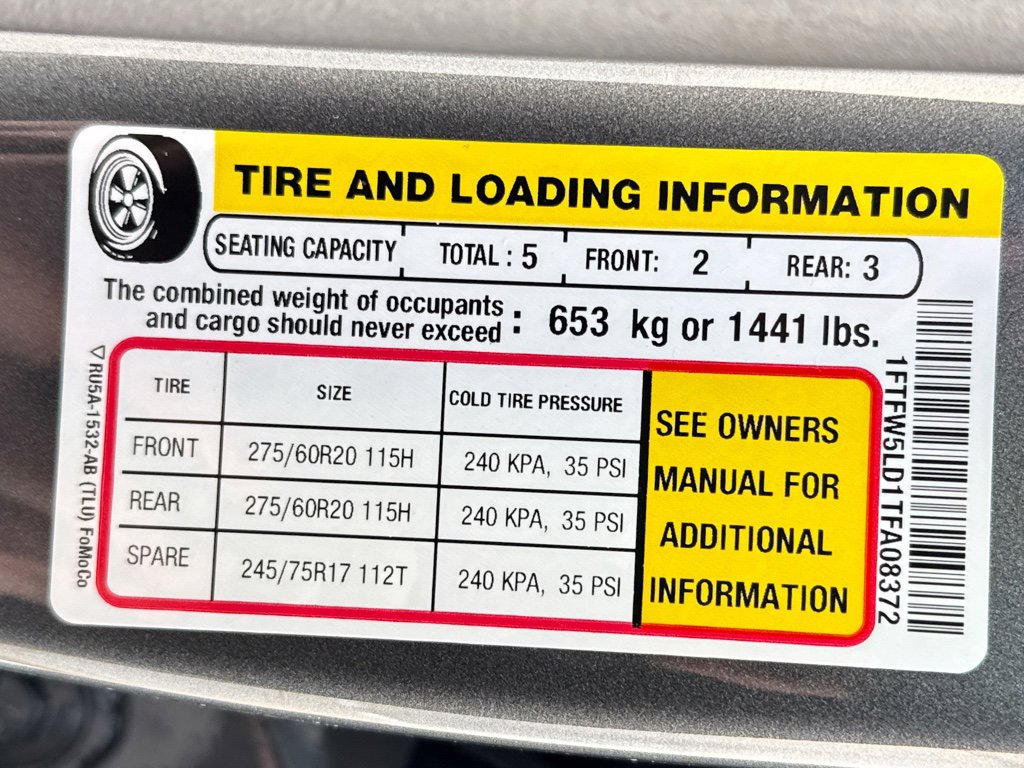 TIRE AND LOADING INFORMATION
SEATING CAPACITY TOTAL : 5 FRONT: 2 REAR: 3
The combined weight of occupants
and cargo should never exceed : 653 kg or 1441 lbs.
TIRE SIZE COLD TIRE PRESSURE
FRONT 275/60R20 115H 240 KPA, 35 PSI
REAR 275/60R20 115H 240 KPA, 35 PSI
SPARE 245/75R17 112T 240 KPA, 35 PSI
SEE OWNERS
MANUAL FOR
ADDITIONAL
INFORMATION
▽ RU5A-1532-AB (TLU) FoMoCo
1FTFW5LD1TFA08372